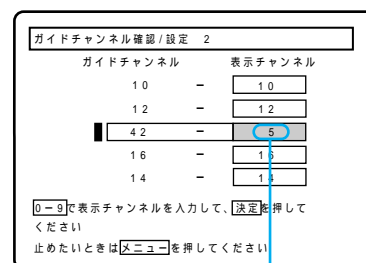 ガイドチャンネル確認/設定 2
ガイドチャンネル 表示チャンネル
10 − 10
12 − 12
42 − 5
16 − 16
14 − 14
0−9で表示チャンネルを入力して、決定を押して
ください
止めたいときはメニューを押してください